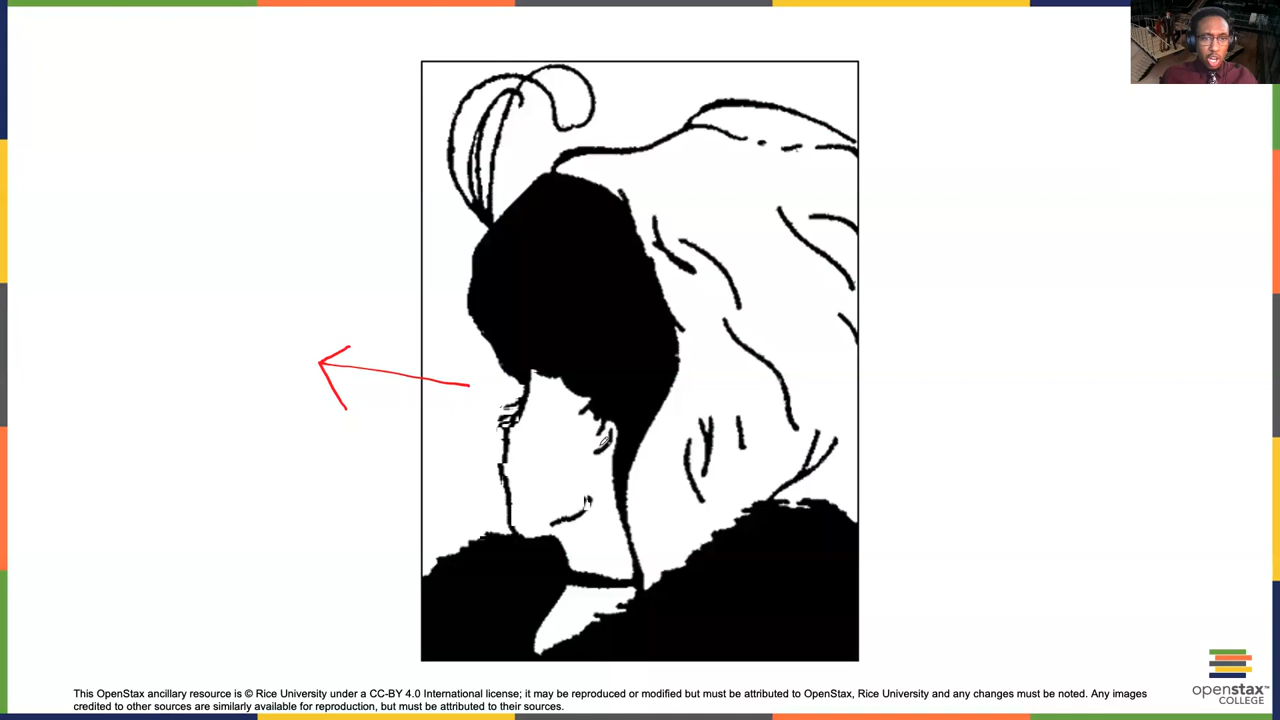 This OpenStax ancillary resource is © Rice University under a CC-BY 4.0 International license; it may be reproduced or modified but must be attributed to OpenStax, Rice University and any changes must be noted. Any images
credited to other sources are similarly available for reproduction, but must be attributed to their sources.
openstax™
COLLEGE